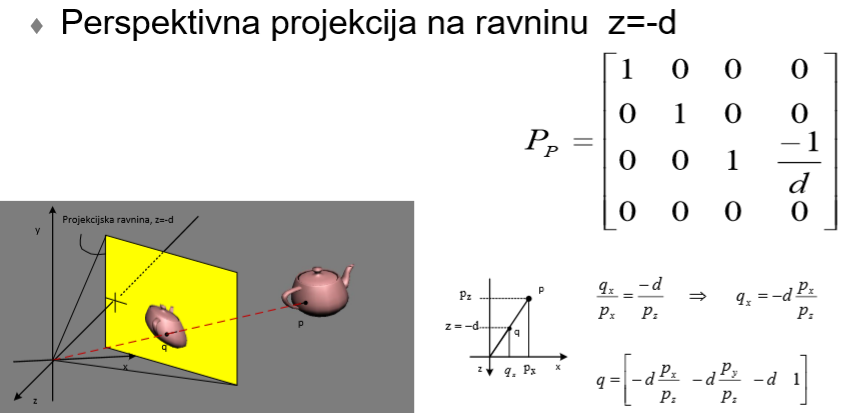 ♦ Perspektivna projekcija na ravninu z=-d
P_P = [1 0 0 0
0 1 0 0
0 0 1 -1/d
0 0 0 0]
Projekcijska ravnina, z=-d
y
p
q
x
z
p_z
p
z = -d
q
z q_x p_x x
q_x/p_x = -d/p_z ⇒ q_x = -d p_x/p_z
q = [-d p_x/p_z -d p_y/p_z -d 1]